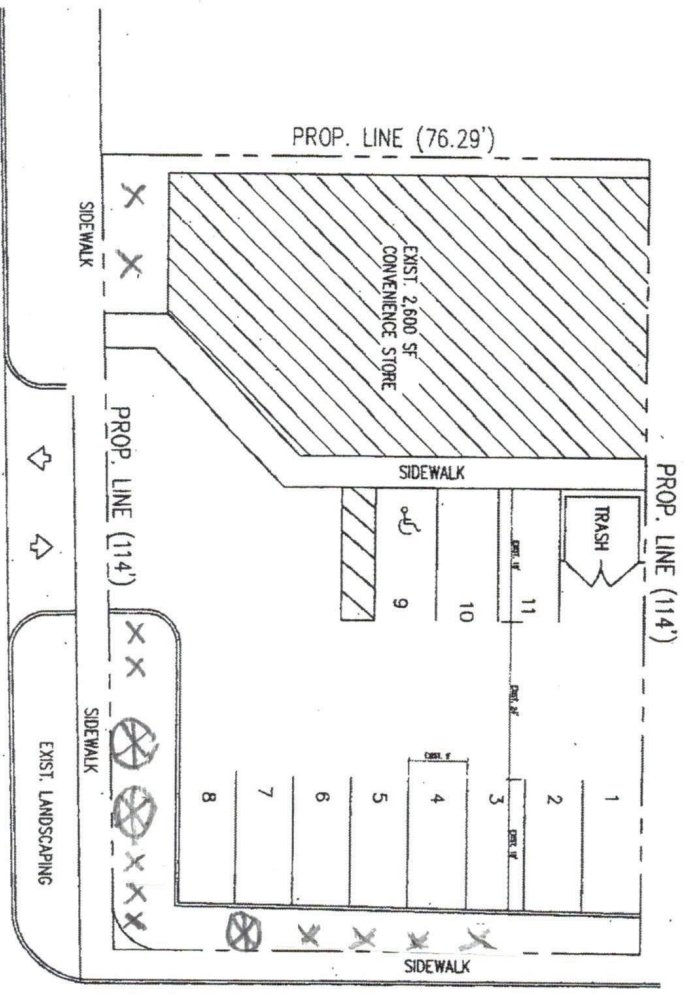 PROP. LINE (76.29')
SIDEWALK
EXIST. 2,600 SF
CONVENIENCE STORE
PROP. LINE (114')
SIDEWALK
TRASH
PROP. LINE (114')
9
10
11
8
7
6
5
4
3
2
1
SIDEWALK
EXIST. LANDSCAPING
SIDEWALK